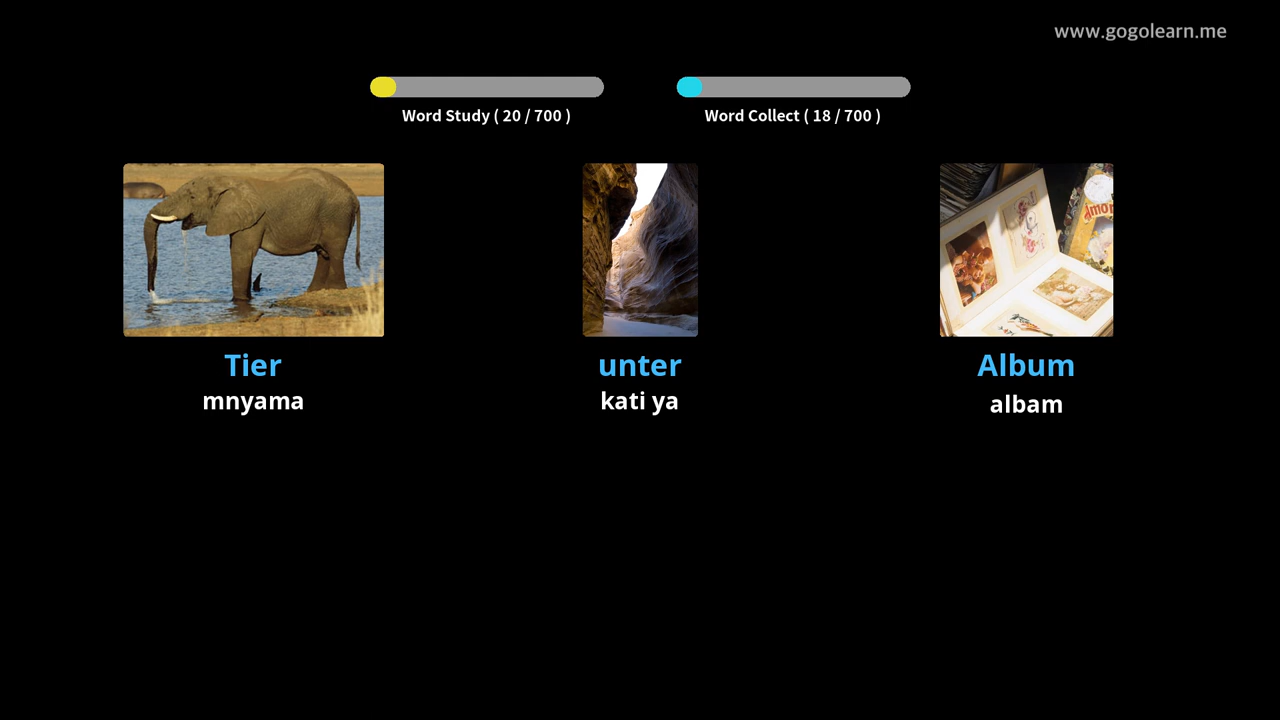 www.gogolearn.me
Word Study ( 20 / 700 )
Word Collect ( 18 / 700 )
Tier
unter
Album
mnyama
kati ya
albam